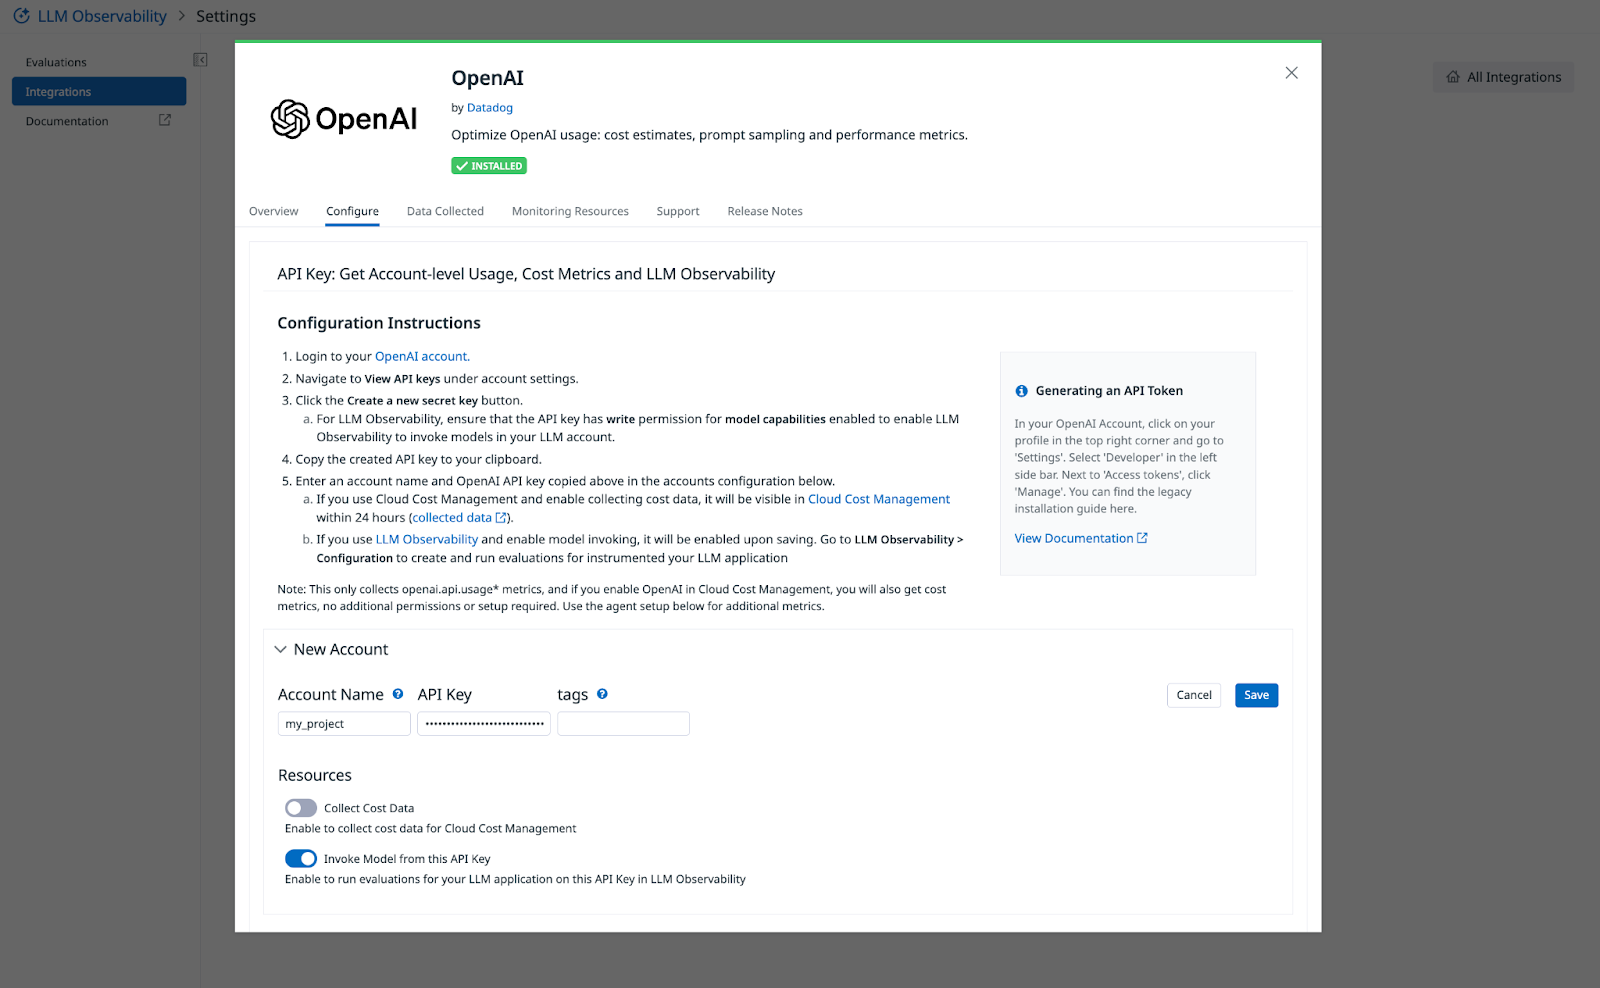 LLM Observability > Settings
Evaluations
Integrations
Documentation
All Integrations
OpenAI
OpenAI
by Datadog
Optimize OpenAI usage: cost estimates, prompt sampling and performance metrics.
INSTALLED
Overview Configure Data Collected Monitoring Resources Support Release Notes
API Key: Get Account-level Usage, Cost Metrics and LLM Observability
Configuration Instructions
1. Login to your OpenAI account.
2. Navigate to View API keys under account settings.
3. Click the Create a new secret key button.
a. For LLM Observability, ensure that the API key has write permission for model capabilities enabled to enable LLM
Observability to invoke models in your LLM account.
4. Copy the created API key to your clipboard.
5. Enter an account name and OpenAI API key copied above in the accounts configuration below.
a. If you use Cloud Cost Management and enable collecting cost data, it will be visible in Cloud Cost Management
within 24 hours (collected data).
b. If you use LLM Observability and enable model invoking, it will be enabled upon saving. Go to LLM Observability >
Configuration to create and run evaluations for instrumented your LLM application
Note: This only collects openai.api.usage* metrics, and if you enable OpenAI in Cloud Cost Management, you will also get cost
metrics, no additional permissions or setup required. Use the agent setup below for additional metrics.
Generating an API Token
In your OpenAI Account, click on your
profile in the top right corner and go to
'Settings'. Select 'Developer' in the left
side bar. Next to 'Access tokens', click
'Manage'. You can find the legacy
installation guide here.
View Documentation
New Account
Account Name API Key tags
Cancel Save
my_project ••••••••••••••••••••••••••••
Resources
Collect Cost Data
Enable to collect cost data for Cloud Cost Management
Invoke Model from this API Key
Enable to run evaluations for your LLM application on this API Key in LLM Observability